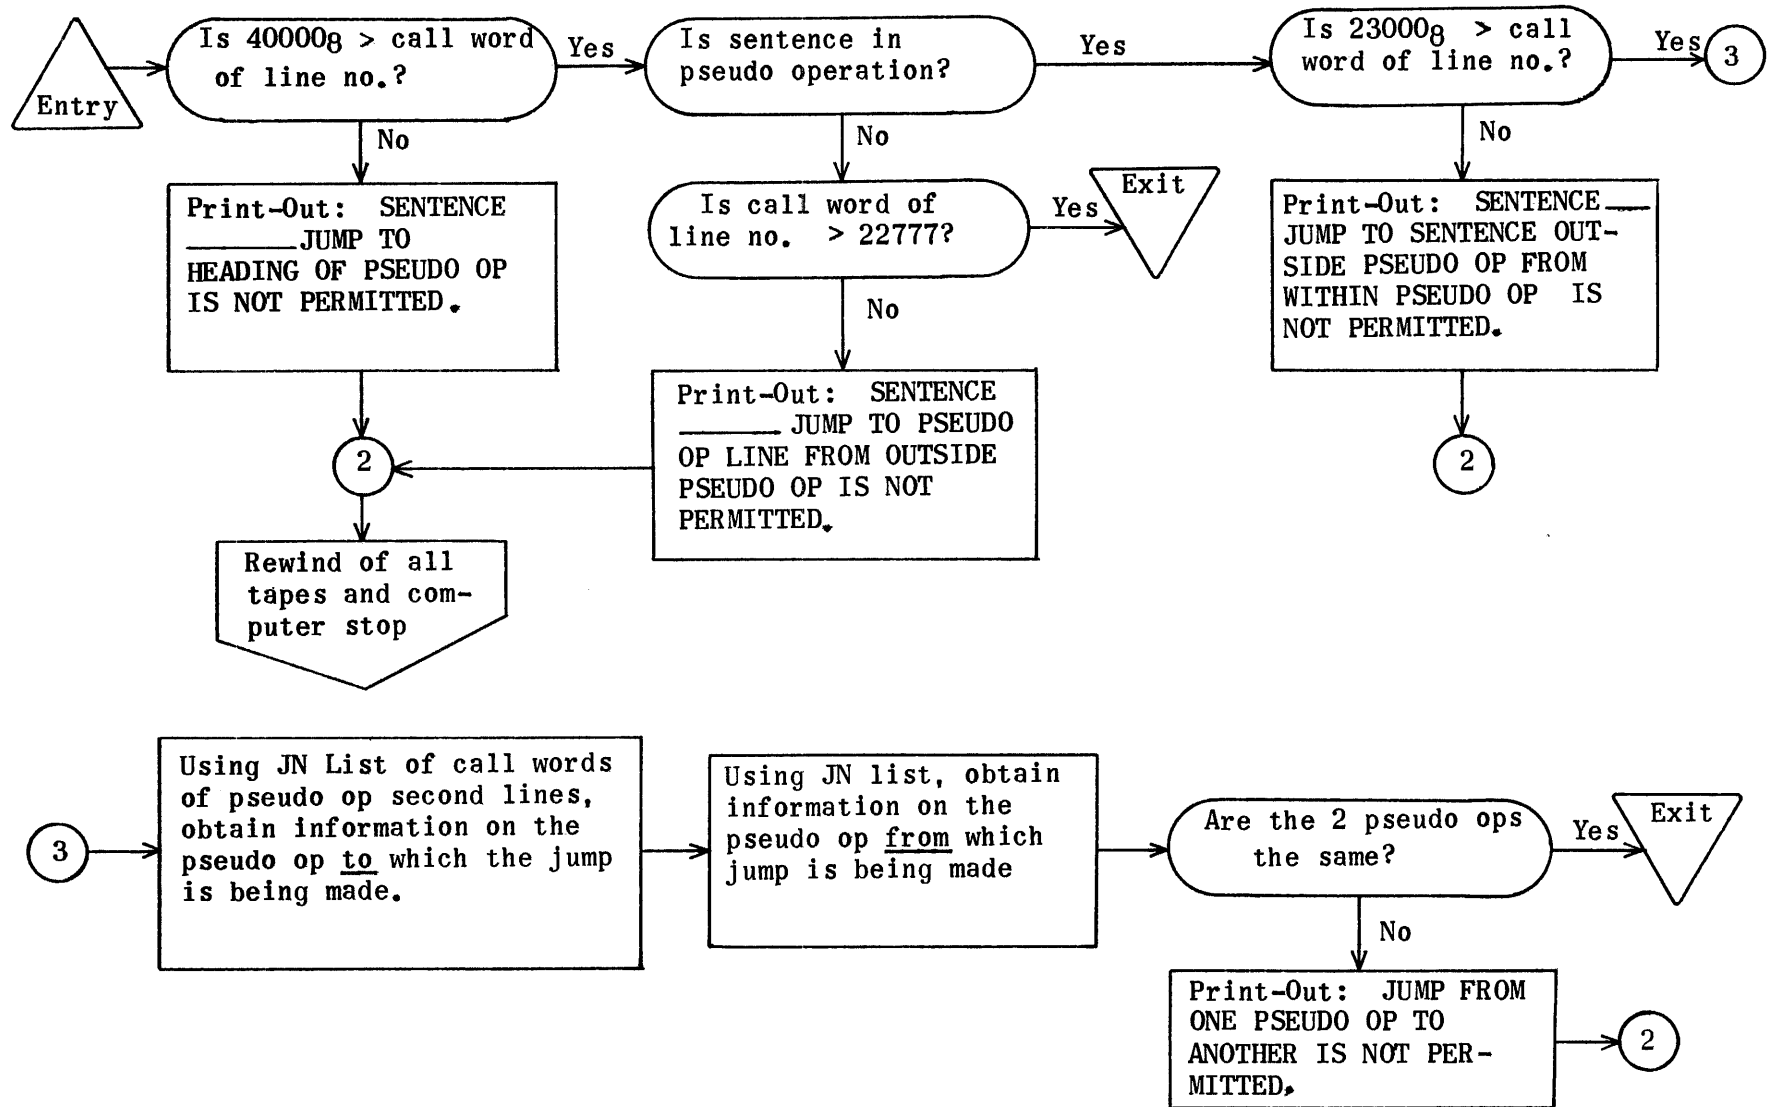 Entry
Is 40000₈ > call word
of line no.?
Yes
Is sentence in
pseudo operation?
Yes
Is 23000₈ > call
word of line no.?
Yes
3
No
No
No
Print-Out: SENTENCE
______ JUMP TO
HEADING OF PSEUDO OP
IS NOT PERMITTED.
Is call word of
line no. > 22777?
Yes
Exit
Print-Out: SENTENCE ___
JUMP TO SENTENCE OUT-
SIDE PSEUDO OP FROM
WITHIN PSEUDO OP IS
NOT PERMITTED.
No
Print-Out: SENTENCE
______ JUMP TO PSEUDO
OP LINE FROM OUTSIDE
PSEUDO OP IS NOT
PERMITTED.
2
2
Rewind of all
tapes and com-
puter stop
3
Using JN List of call words
of pseudo op second lines,
obtain information on the
pseudo op to which the jump
is being made.
Using JN list, obtain
information on the
pseudo op from which
jump is being made
Are the 2 pseudo ops
the same?
Yes
Exit
No
Print-Out: JUMP FROM
ONE PSEUDO OP TO
ANOTHER IS NOT PER-
MITTED.
2